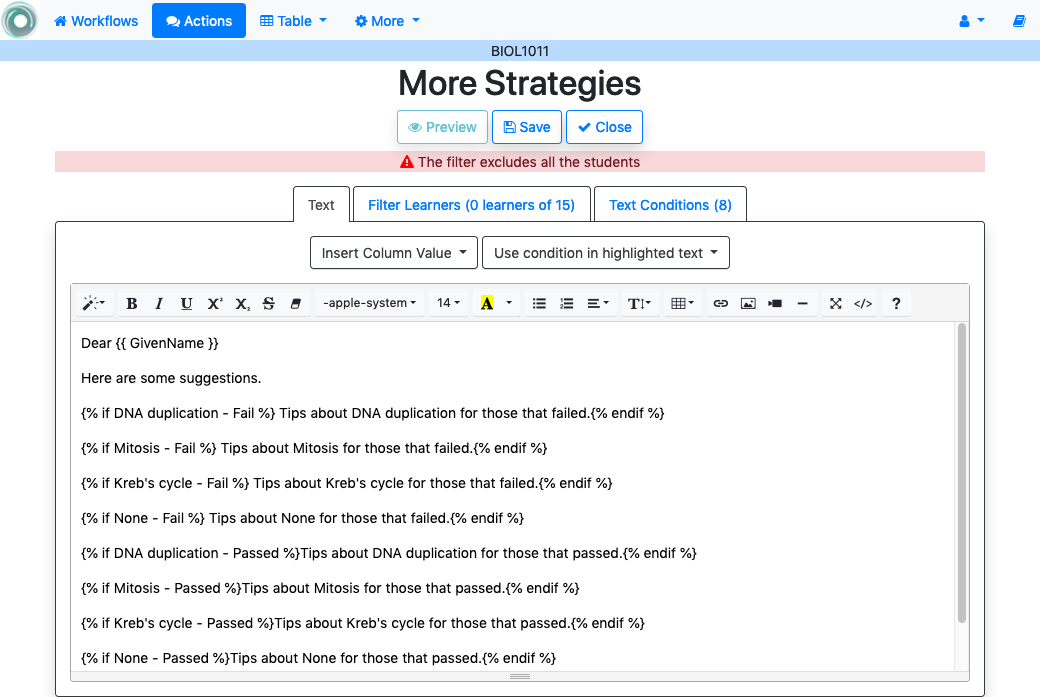 Workflows Actions Table More
BIOL1011
More Strategies
Preview Save Close
The filter excludes all the students
Text Filter Learners (0 learners of 15) Text Conditions (8)
Insert Column Value Use condition in highlighted text
B I U X² X₂ S -apple-system 14 A T </> ?
Dear {{ GivenName }}
Here are some suggestions.
{% if DNA duplication - Fail %} Tips about DNA duplication for those that failed.{% endif %}
{% if Mitosis - Fail %} Tips about Mitosis for those that failed.{% endif %}
{% if Kreb's cycle - Fail %} Tips about Kreb's cycle for those that failed.{% endif %}
{% if None - Fail %} Tips about None for those that failed.{% endif %}
{% if DNA duplication - Passed %}Tips about DNA duplication for those that passed.{% endif %}
{% if Mitosis - Passed %}Tips about Mitosis for those that passed.{% endif %}
{% if Kreb's cycle - Passed %}Tips about Kreb's cycle for those that passed.{% endif %}
{% if None - Passed %}Tips about None for those that passed.{% endif %}